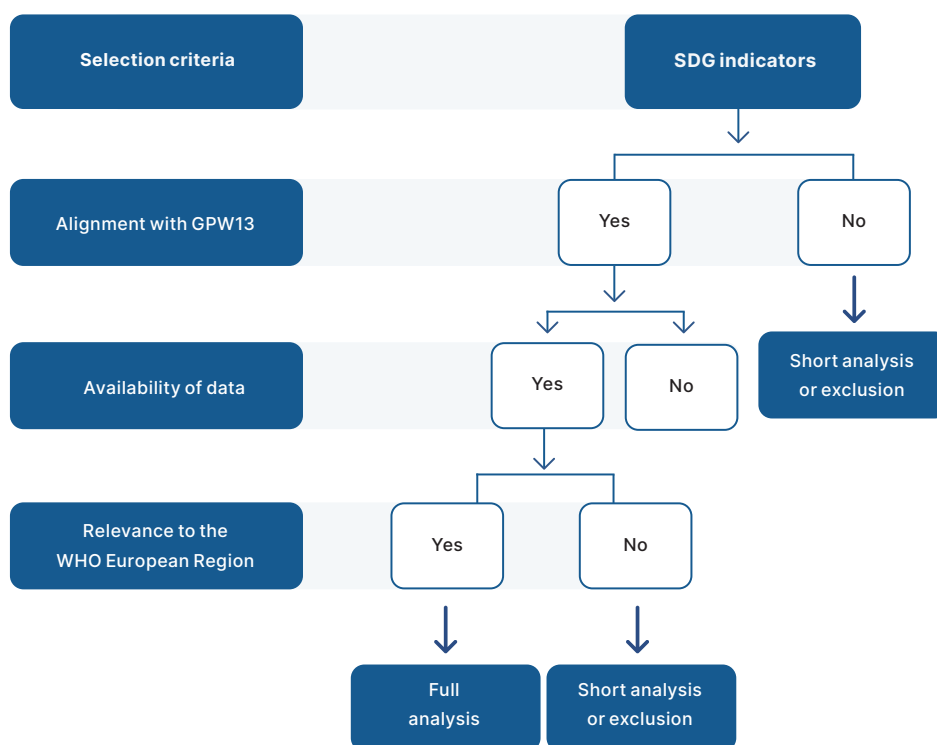 Selection criteria
SDG indicators
Alignment with GPW13
Yes
No
Short analysis
or exclusion
Availability of data
Yes
No
Relevance to the
WHO European Region
Yes
No
Full
analysis
Short analysis
or exclusion